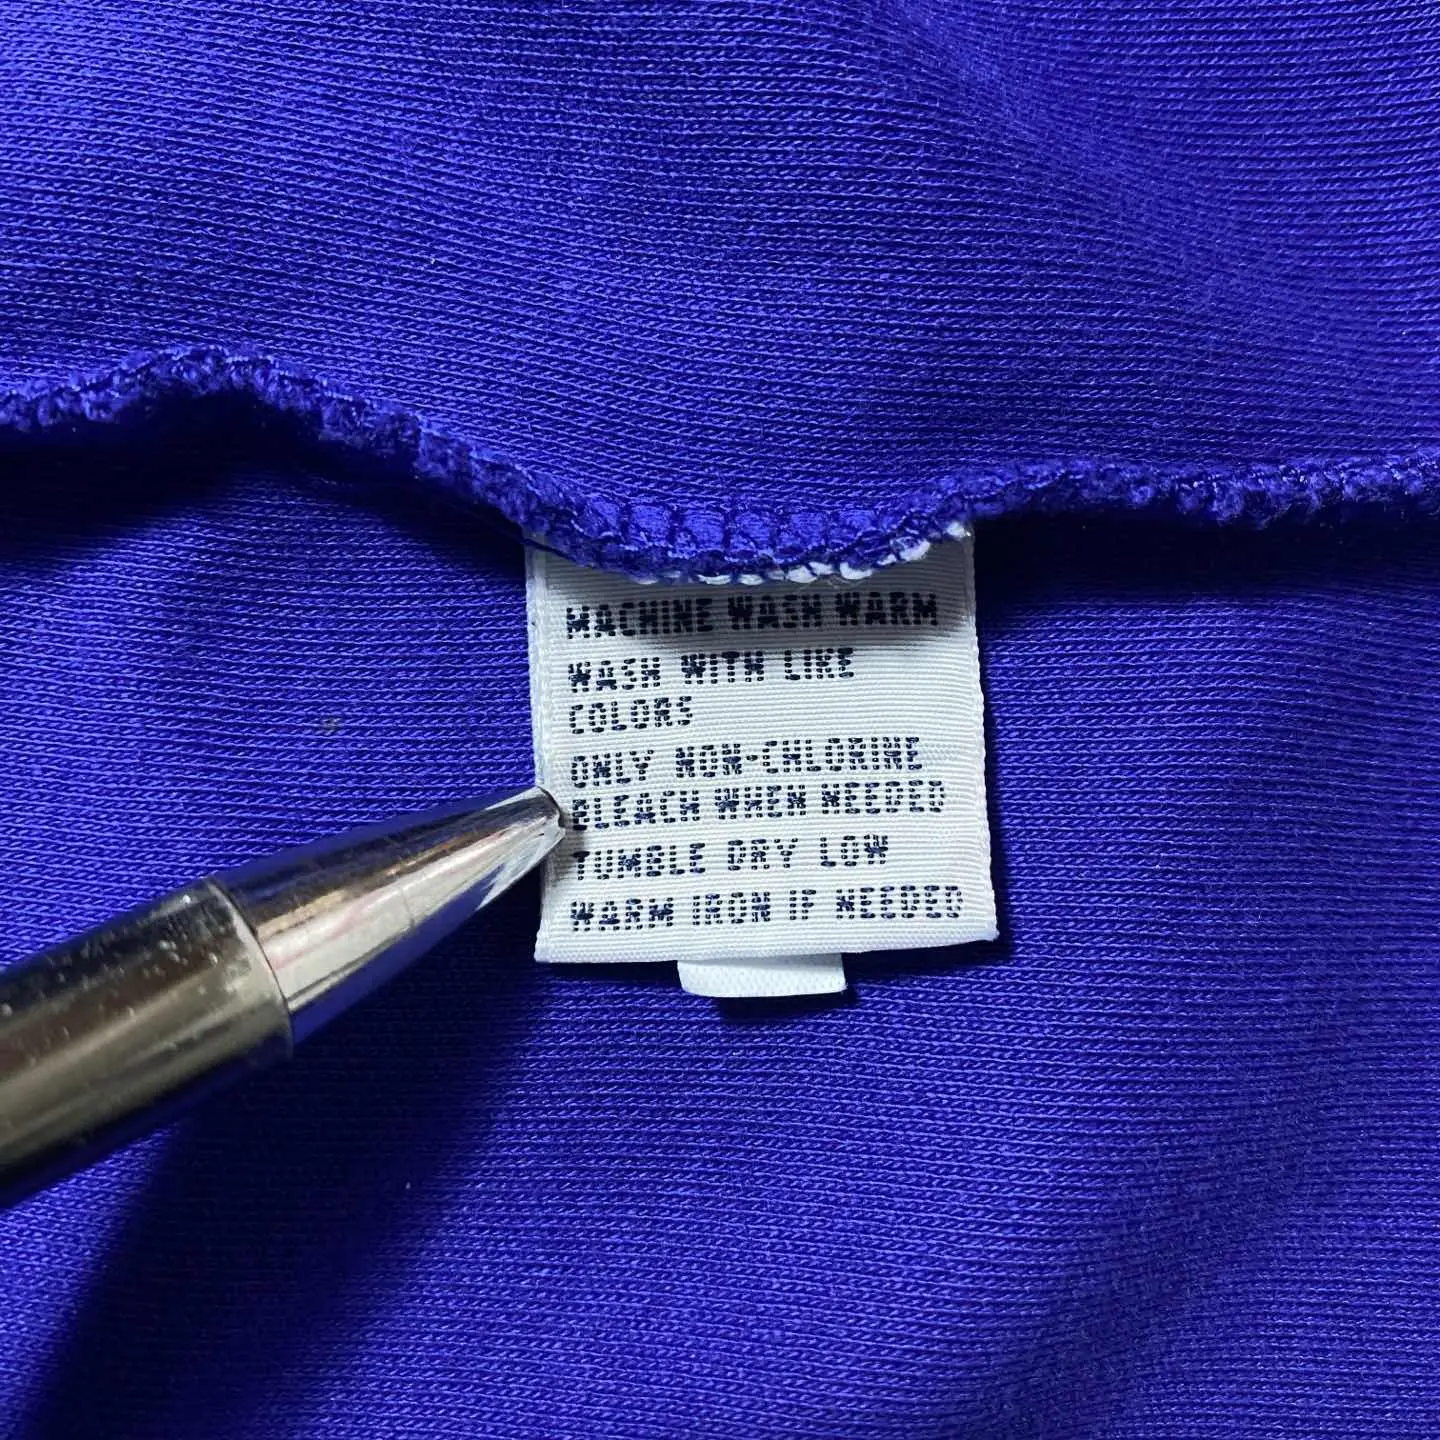 MACHINE WASH WARM
WASH WITH LIKE
COLORS
ONLY NON-CHLORINE
BLEACH WHEN NEEDED
TUMBLE DRY LOW
WARM IRON IF NEEDED